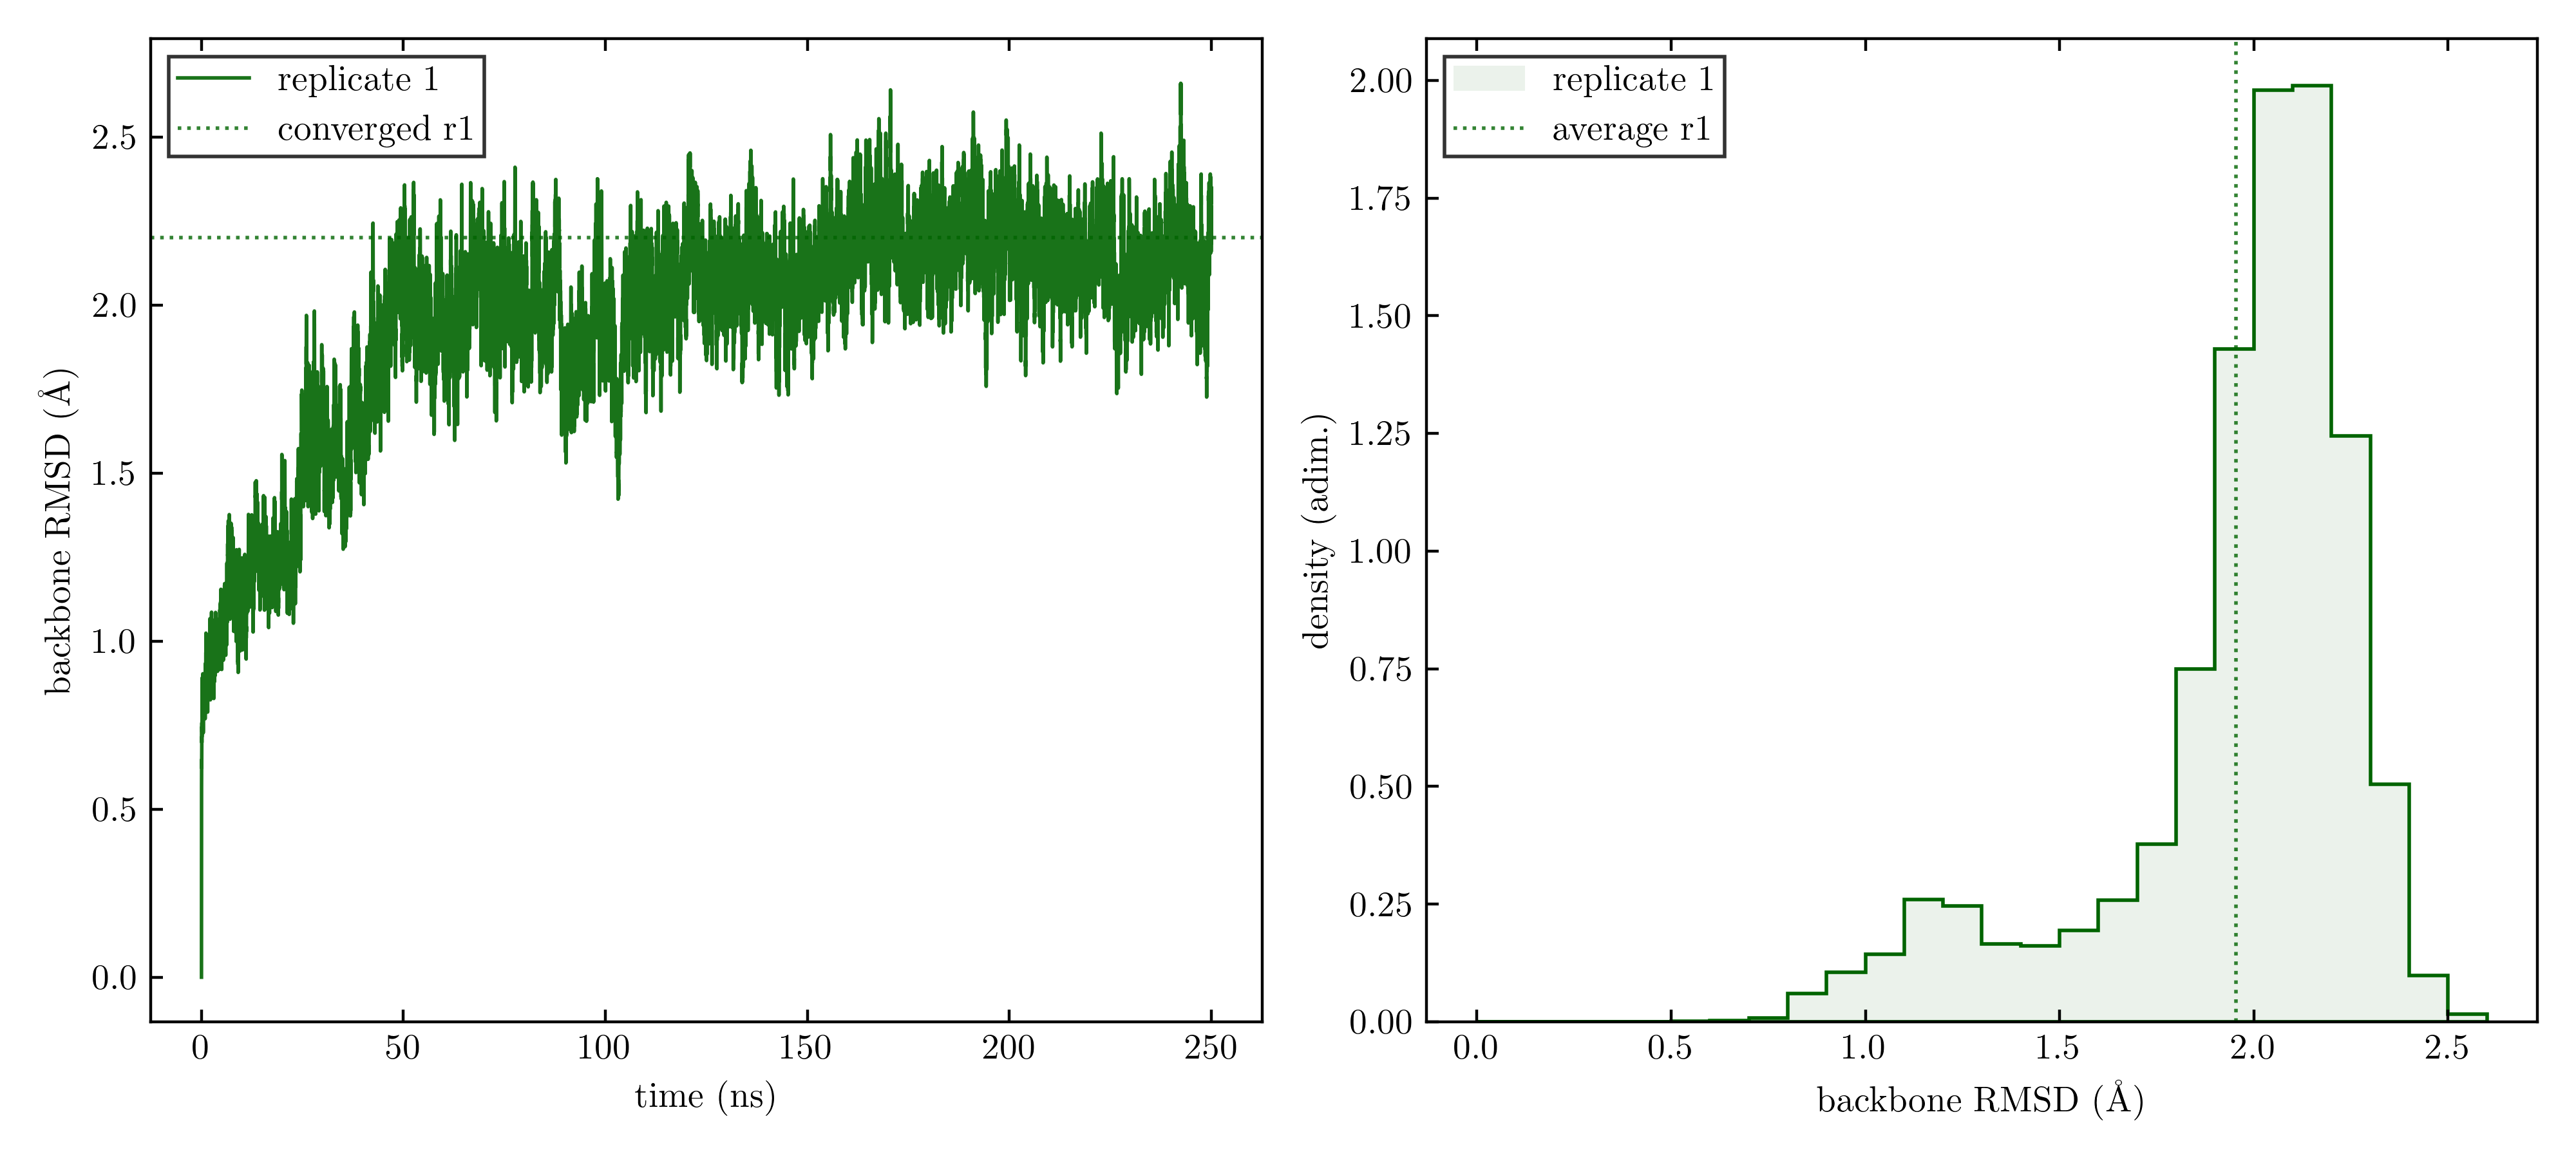 replicate 1
converged r1
2.5
2.0
1.5
1.0
0.5
0.0
backbone RMSD (Å)
0 50 100 150 200 250
time (ns)
replicate 1
average r1
2.00
1.75
1.50
1.25
1.00
0.75
0.50
0.25
0.00
density (adim.)
0.0 0.5 1.0 1.5 2.0 2.5
backbone RMSD (Å)